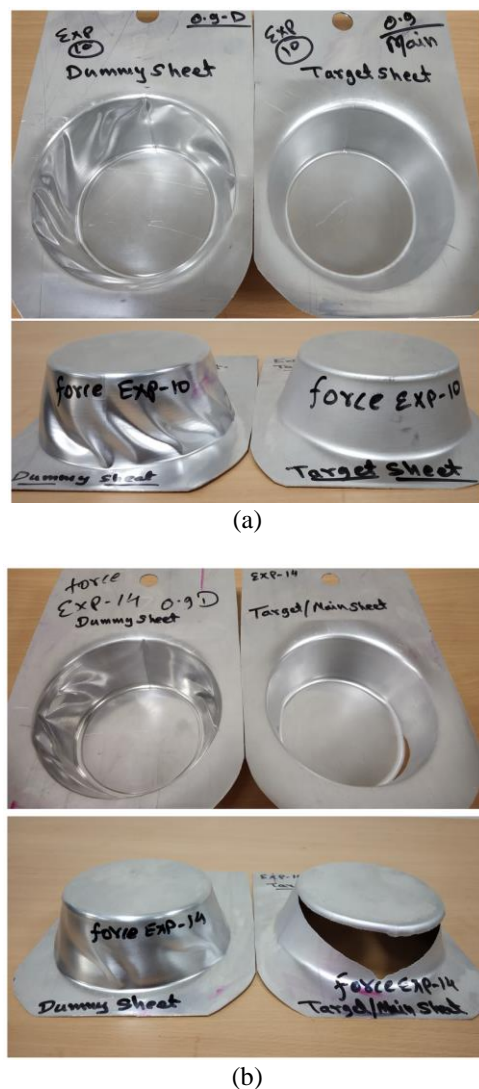 EXP
10
0.9-D
Dummy Sheet
EXP
10
0.9
Main
Target Sheet
force EXP-10
Dummy sheet
force EXP-10
Target Sheet
(a)
force
EXP-14 0.9D
Dummy Sheet
EXP-14
Target/Main Sheet
force EXP-14
Dummy Sheet
force EXP-14
Target/Main Sheet
(b)